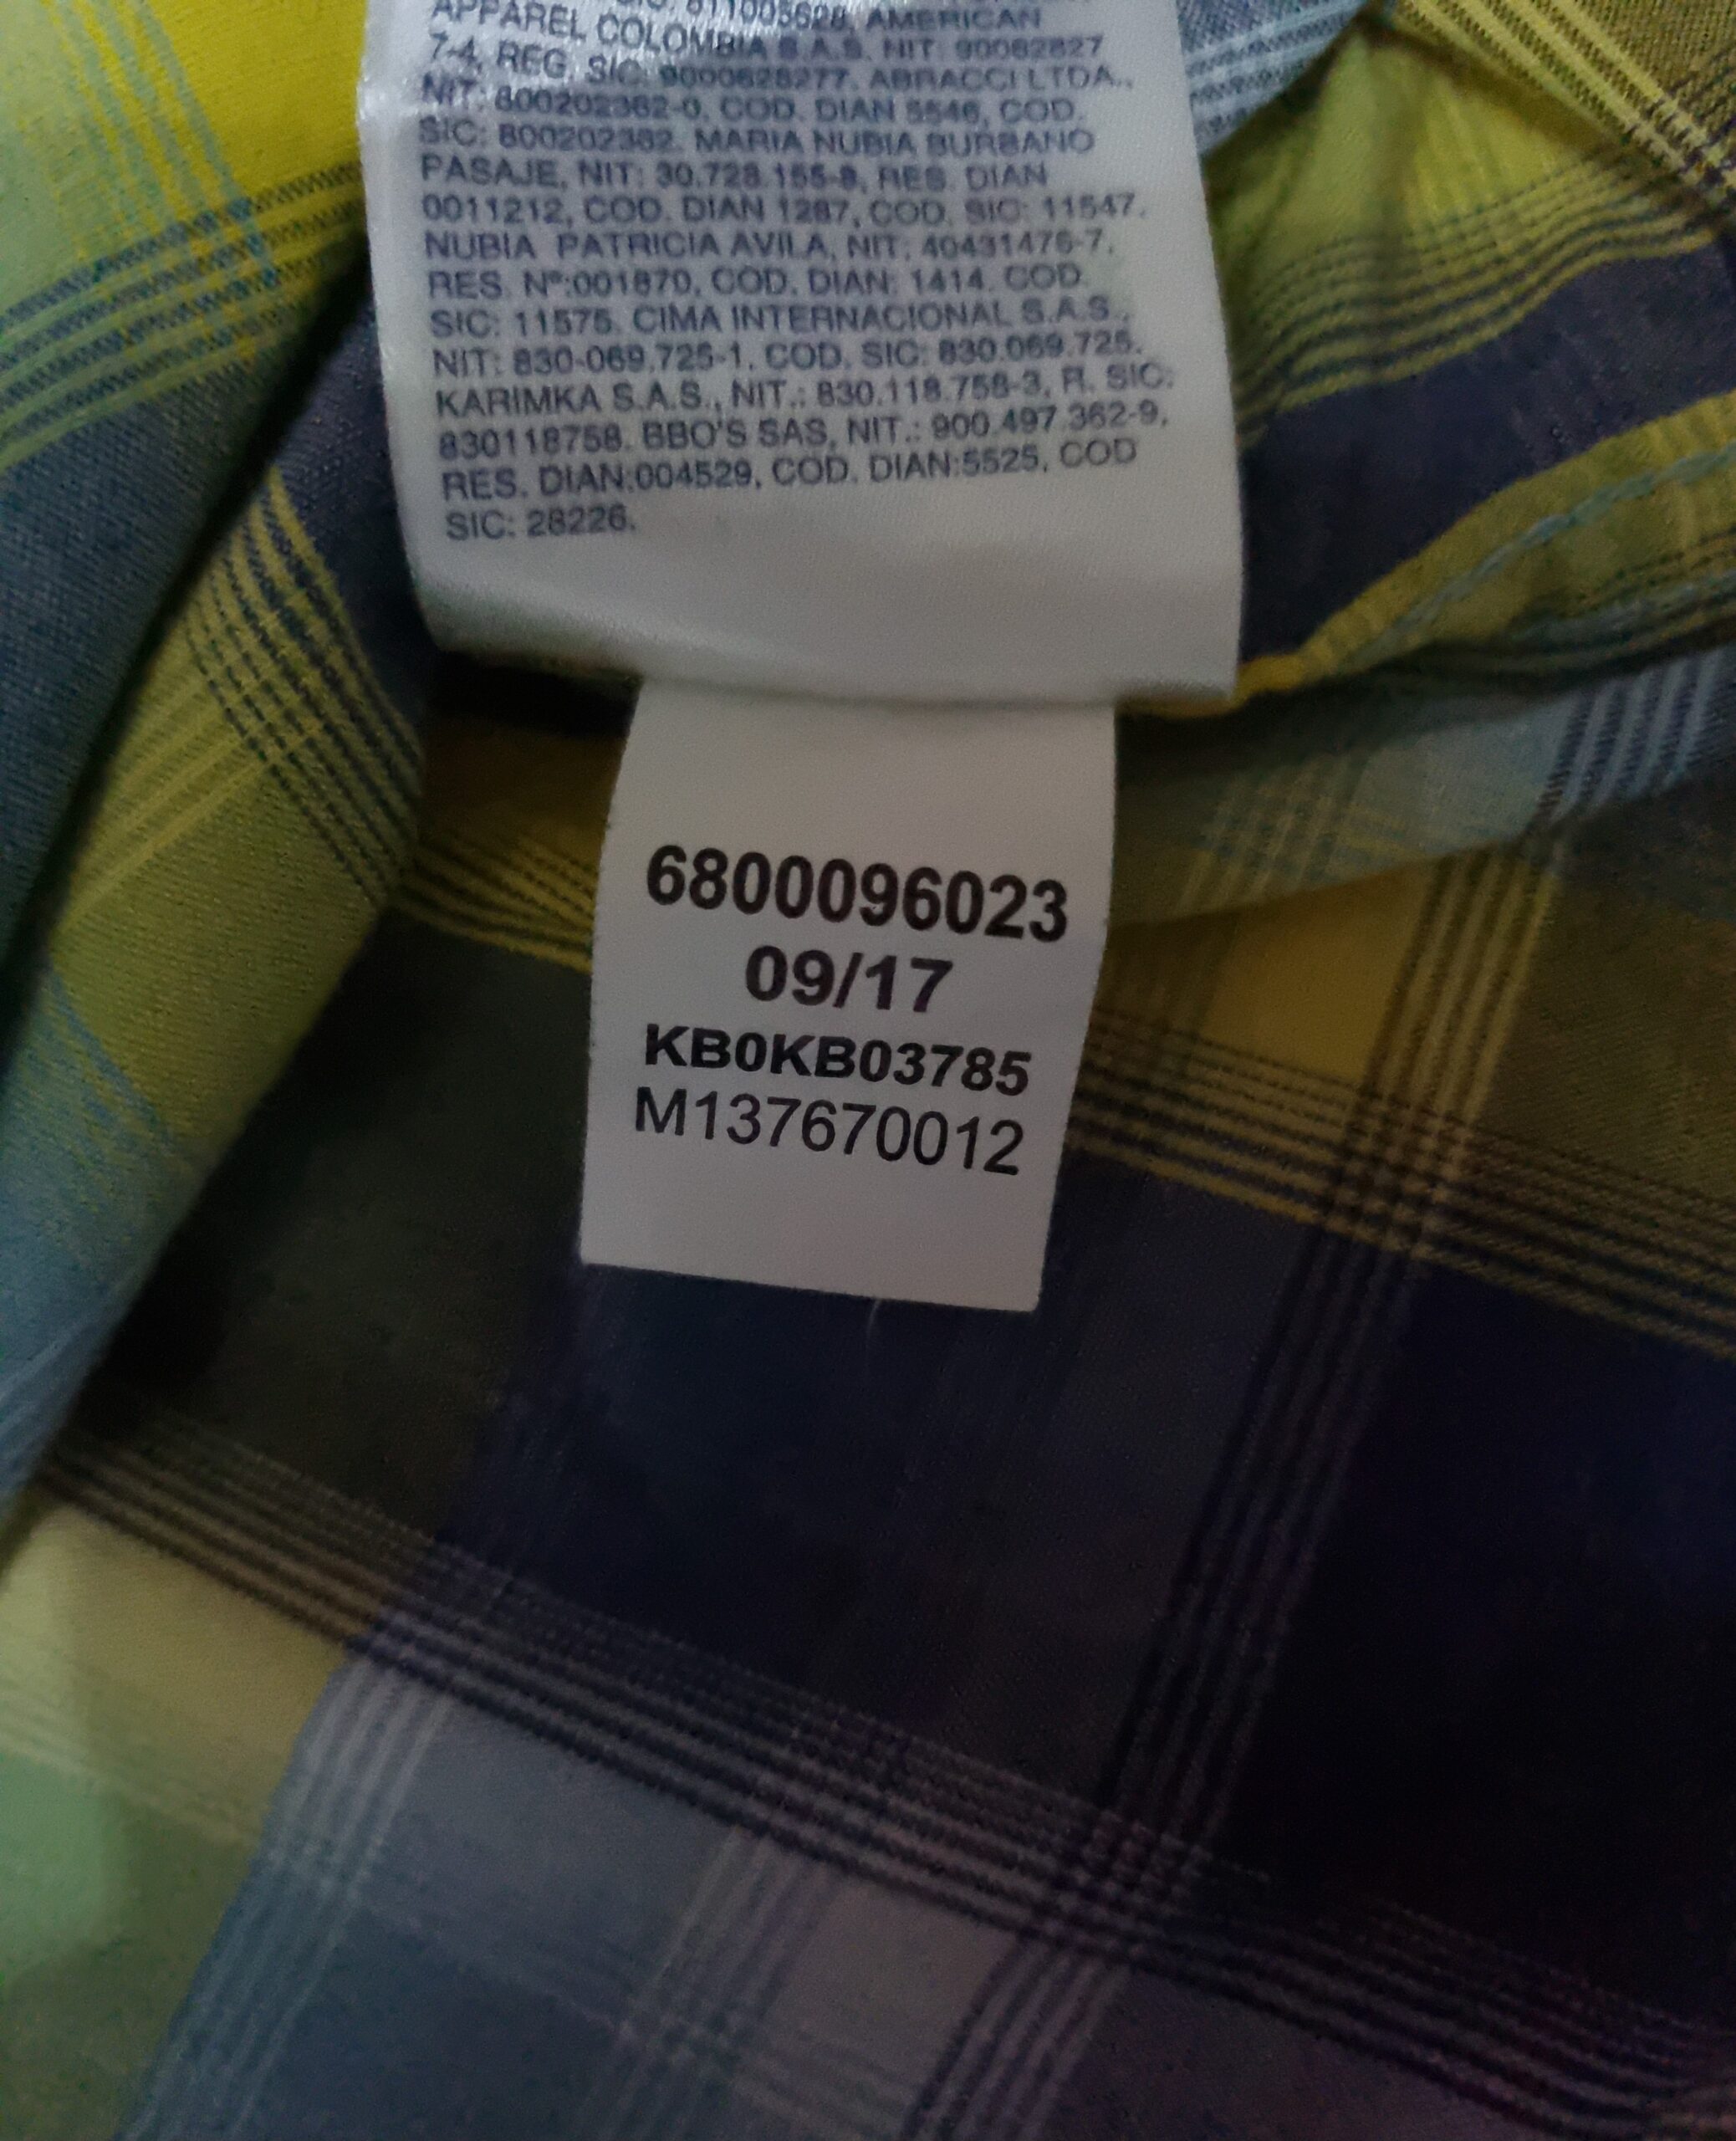 SIC: 811005628, AMERICAN
APPAREL COLOMBIA S.A.S, NIT: 90062827
7-4, REG. SIC: 9000628277. ABRACCI LTDA.,
NIT: 800202362-0, COD. DIAN 5546, COD.
SIC: 800202362. MARIA NUBIA BURBANO
PASAJE, NIT: 30.728.155-8, RES. DIAN
0011212, COD. DIAN 1287, COD. SIC: 11547.
NUBIA PATRICIA AVILA, NIT: 40431476-7.
RES. Nº:001870, COD. DIAN: 1414. COD.
SIC: 11575. CIMA INTERNACIONAL S.A.S.,
NIT: 830-069.725-1. COD. SIC: 830.069.725.
KARIMKA S.A.S., NIT.: 830.118.758-3, R. SIC:
830118758. BBO'S SAS, NIT.: 900.497.362-9,
RES. DIAN:004529, COD. DIAN:5525, COD
SIC: 28226.
6800096023
09/17
KB0KB03785
M137670012